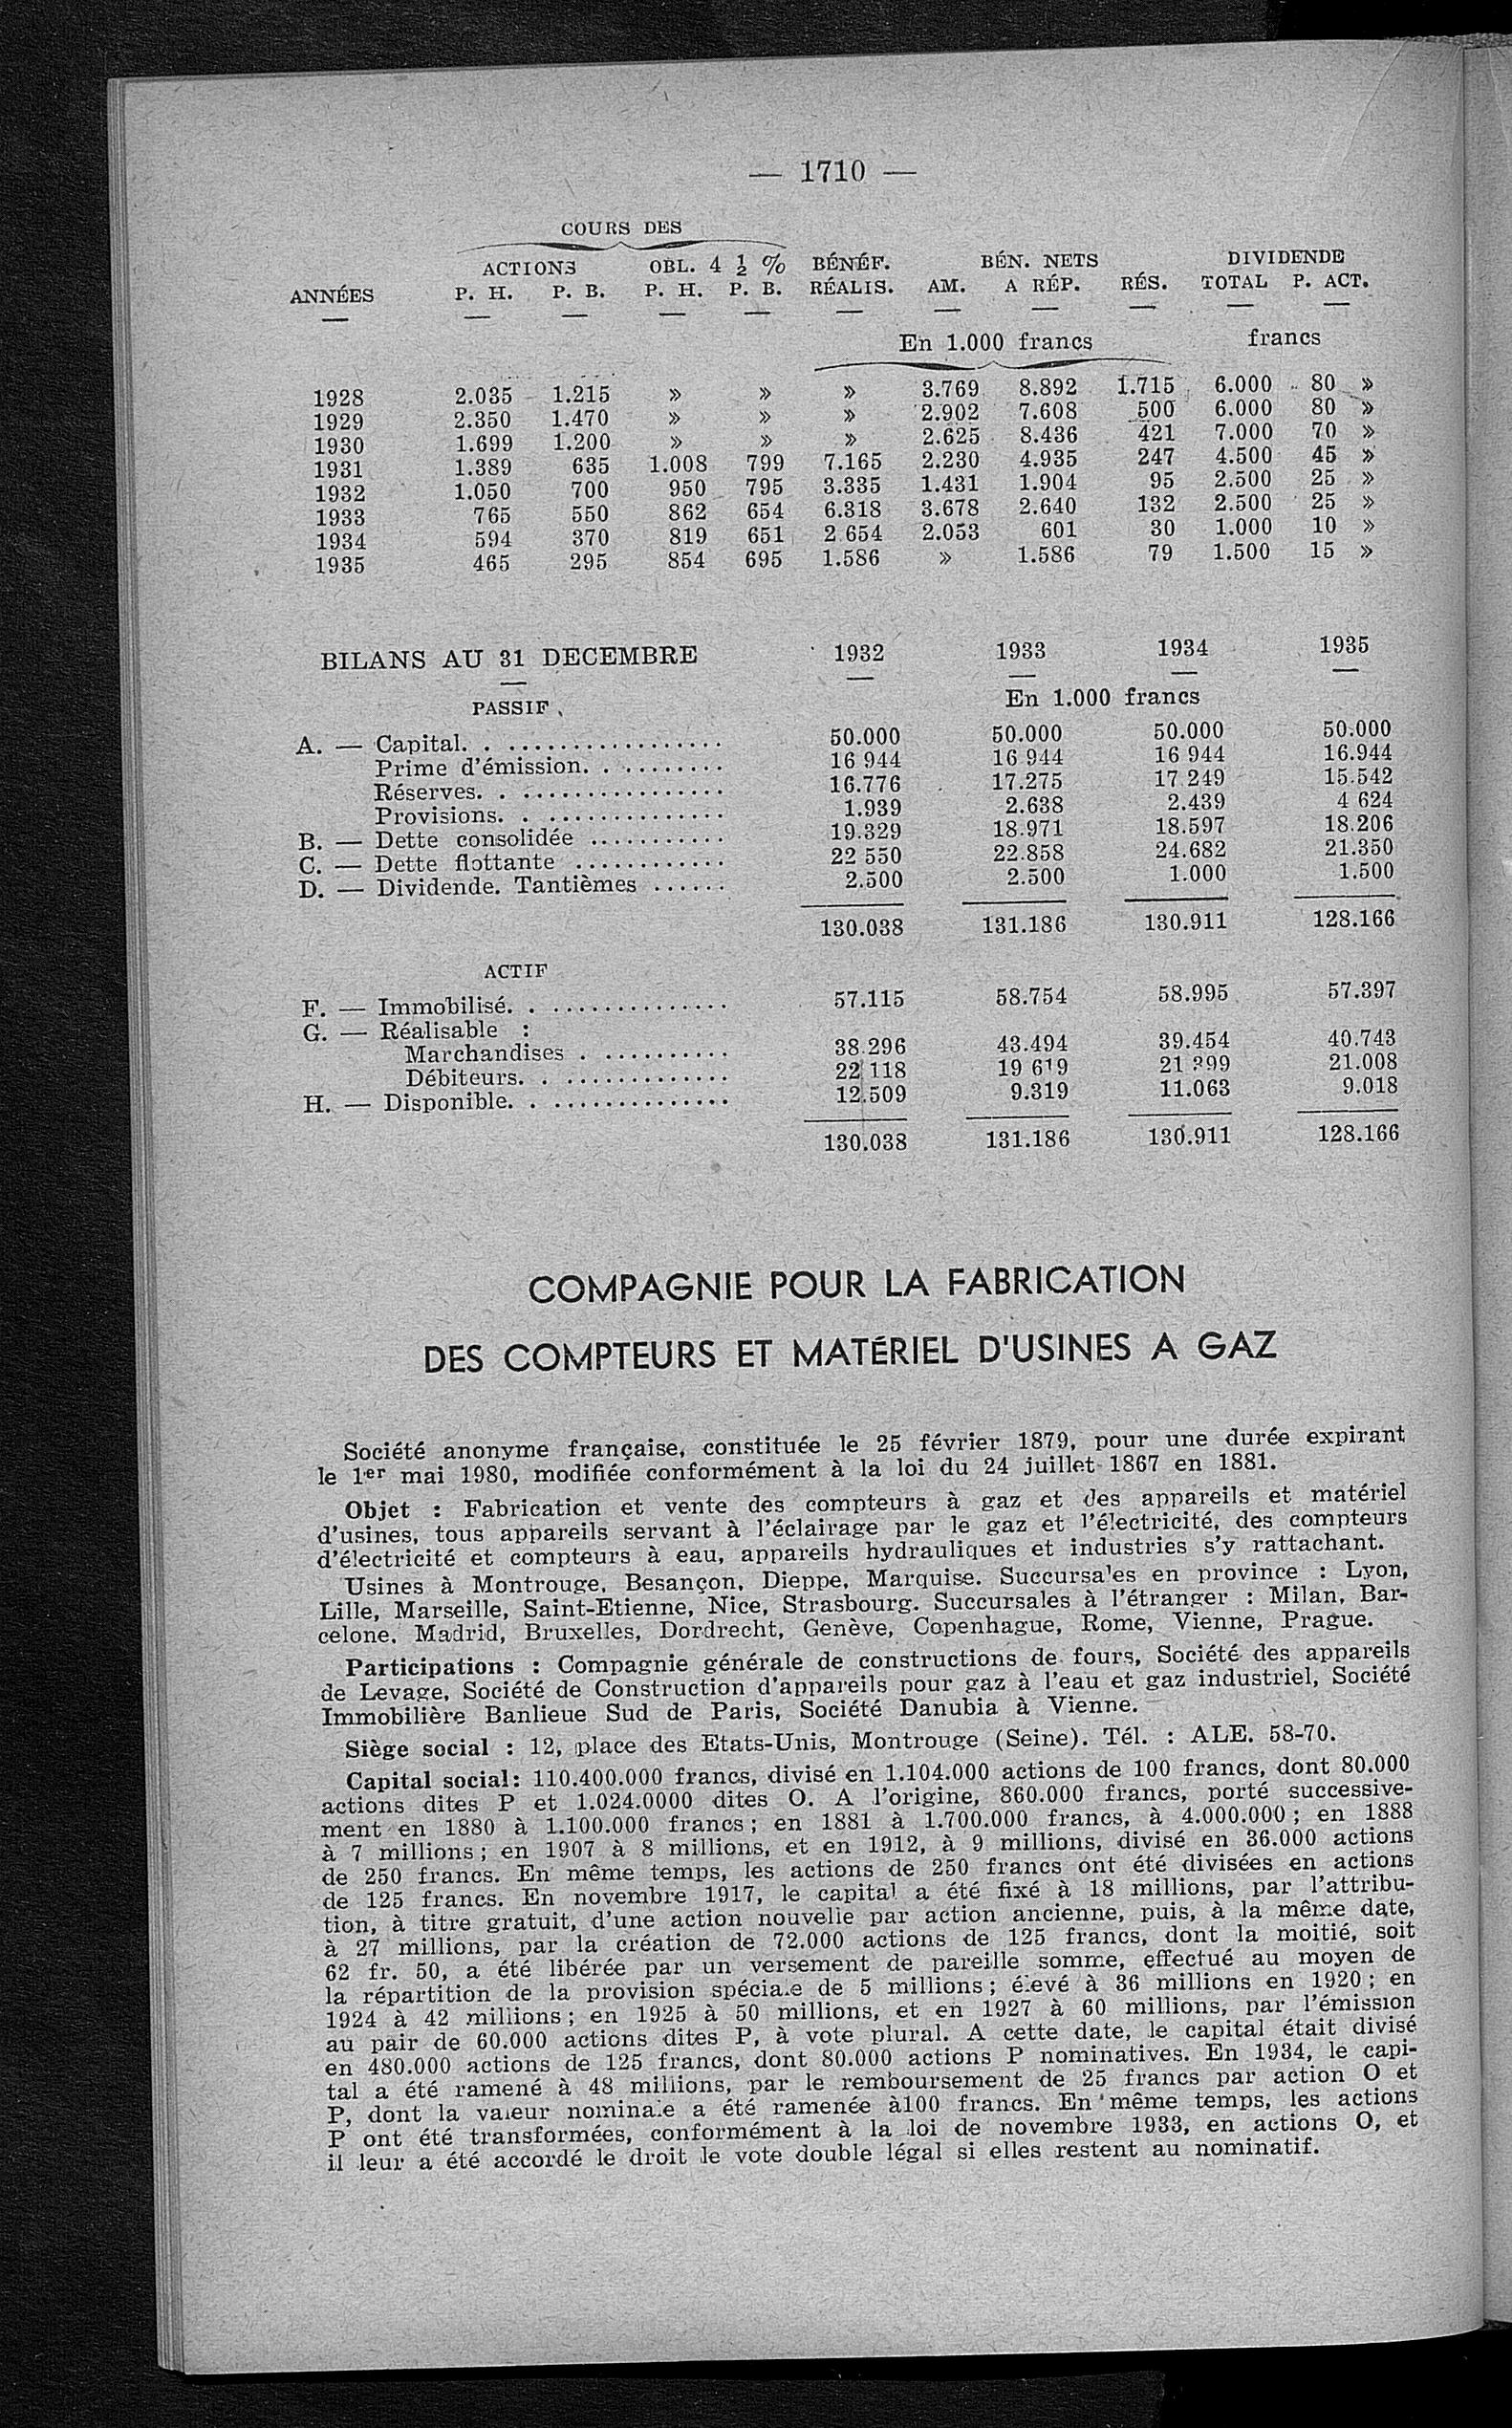 — 1710 —
COURS DES
ACTIONS OBL. 4 ½ % BÉNÉF. BÉN. NETS DIVIDENDE
ANNÉES P. H. P. B. P. H. P. B. RÉALIS. AM. A RÉP. RÉS. TOTAL P. ACT.
En 1.000 francs francs
1928 2.035 1.215 » » » 3.769 8.892 1.715 6.000 80 »
1929 2.350 1.470 » » » 2.902 7.608 500 6.000 80 »
1930 1.699 1.200 » » » 2.625 8.436 421 7.000 70 »
1931 1.389 635 1.008 799 7.165 2.230 4.935 247 4.500 45 »
1932 1.050 700 950 795 3.335 1.431 1.904 95 2.500 25 »
1933 765 550 862 654 6.318 3.678 2.640 132 2.500 25 »
1934 594 370 819 651 2 654 2.053 601 30 1.000 10 »
1935 465 295 854 695 1.586 » 1.586 79 1.500 15 »
BILANS AU 31 DECEMBRE 1932 1933 1934 1935
PASSIF En 1.000 francs
A. — Capital. . ................. 50.000 50.000 50.000 50.000
Prime d'émission. . ......... 16 944 16 944 16 944 16.944
Réserves. . ................ 16.776 17.275 17 249 15.542
Provisions. . .............. 1.939 2.638 2.439 4 624
B. — Dette consolidée ........... 19.329 18.971 18.597 18.206
C. — Dette flottante ............ 22 550 22.858 24.682 21.350
D. — Dividende. Tantièmes ...... 2.500 2.500 1.000 1.500
130.038 131.186 130.911 128.166
ACTIF
F. — Immobilisé. . .............. 57.115 58.754 58.995 57.397
G. — Réalisable :
Marchandises . .......... 38.296 43.494 39.454 40.743
Débiteurs. . ............. 22 118 19 619 21 399 21.008
H. — Disponible. . .............. 12.509 9.319 11.063 9.018
130.038 131.186 130.911 128.166
COMPAGNIE POUR LA FABRICATION
DES COMPTEURS ET MATÉRIEL D'USINES A GAZ
Société anonyme française, constituée le 25 février 1879, pour une durée expirant
le 1er mai 1980, modifiée conformément à la loi du 24 juillet 1867 en 1881.
Objet : Fabrication et vente des compteurs à gaz et des appareils et matériel
d'usines, tous appareils servant à l'éclairage par le gaz et l'électricité, des compteurs
d'électricité et compteurs à eau, appareils hydrauliques et industries s'y rattachant.
Usines à Montrouge, Besançon, Dieppe, Marquise. Succursales en province : Lyon,
Lille, Marseille, Saint-Etienne, Nice, Strasbourg. Succursales à l'étranger : Milan, Bar-
celone, Madrid, Bruxelles, Dordrecht, Genève, Copenhague, Rome, Vienne, Prague.
Participations : Compagnie générale de constructions de fours, Société des appareils
de Levage, Société de Construction d'appareils pour gaz à l'eau et gaz industriel, Société
Immobilière Banlieue Sud de Paris, Société Danubia à Vienne.
Siège social : 12, place des Etats-Unis, Montrouge (Seine). Tél. : ALE. 58-70.
Capital social: 110.400.000 francs, divisé en 1.104.000 actions de 100 francs, dont 80.000
actions dites P et 1.024.0000 dites O. A l'origine, 860.000 francs, porté successive-
ment en 1880 à 1.100.000 francs ; en 1881 à 1.700.000 francs, à 4.000.000 ; en 1888
à 7 millions ; en 1907 à 8 millions, et en 1912, à 9 millions, divisé en 36.000 actions
de 250 francs. En même temps, les actions de 250 francs ont été divisées en actions
de 125 francs. En novembre 1917, le capital a été fixé à 18 millions, par l'attribu-
tion, à titre gratuit, d'une action nouvelle par action ancienne, puis, à la même date,
à 27 millions, par la création de 72.000 actions de 125 francs, dont la moitié, soit
62 fr. 50, a été libérée par un versement de pareille somme, effectué au moyen de
la répartition de la provision spéciale de 5 millions ; élevé à 36 millions en 1920 ; en
1924 à 42 millions ; en 1925 à 50 millions, et en 1927 à 60 millions, par l'émission
au pair de 60.000 actions dites P, à vote plural. A cette date, le capital était divisé
en 480.000 actions de 125 francs, dont 80.000 actions P nominatives. En 1934, le capi-
tal a été ramené à 48 millions, par le remboursement de 25 francs par action O et
P, dont la valeur nominale a été ramenée à100 francs. En même temps, les actions
P ont été transformées, conformément à la loi de novembre 1933, en actions O, et
il leur a été accordé le droit de vote double légal si elles restent au nominatif.